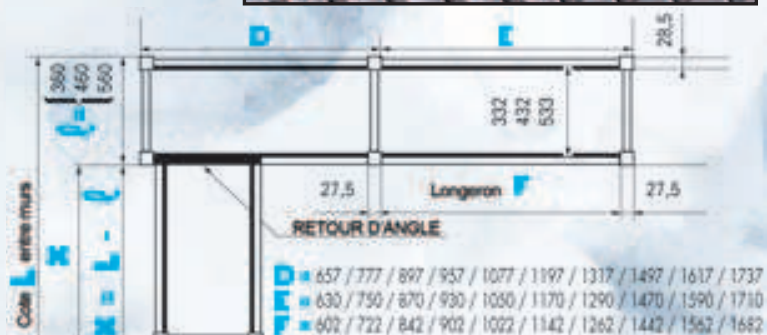 D
E
28,5
360
460
560
ℓ =
332
432
533
Cote L entre murs
X
X = L - ℓ
27,5
Longeron F
27,5
RETOUR D'ANGLE
D = 657 / 777 / 897 / 957 / 1077 / 1197 / 1317 / 1497 / 1617 / 1737
= 630 / 750 / 870 / 930 / 1050 / 1170 / 1290 / 1470 / 1590 / 1710
= 602 / 722 / 842 / 902 / 1022 / 1142 / 1262 / 1442 / 1562 / 1682